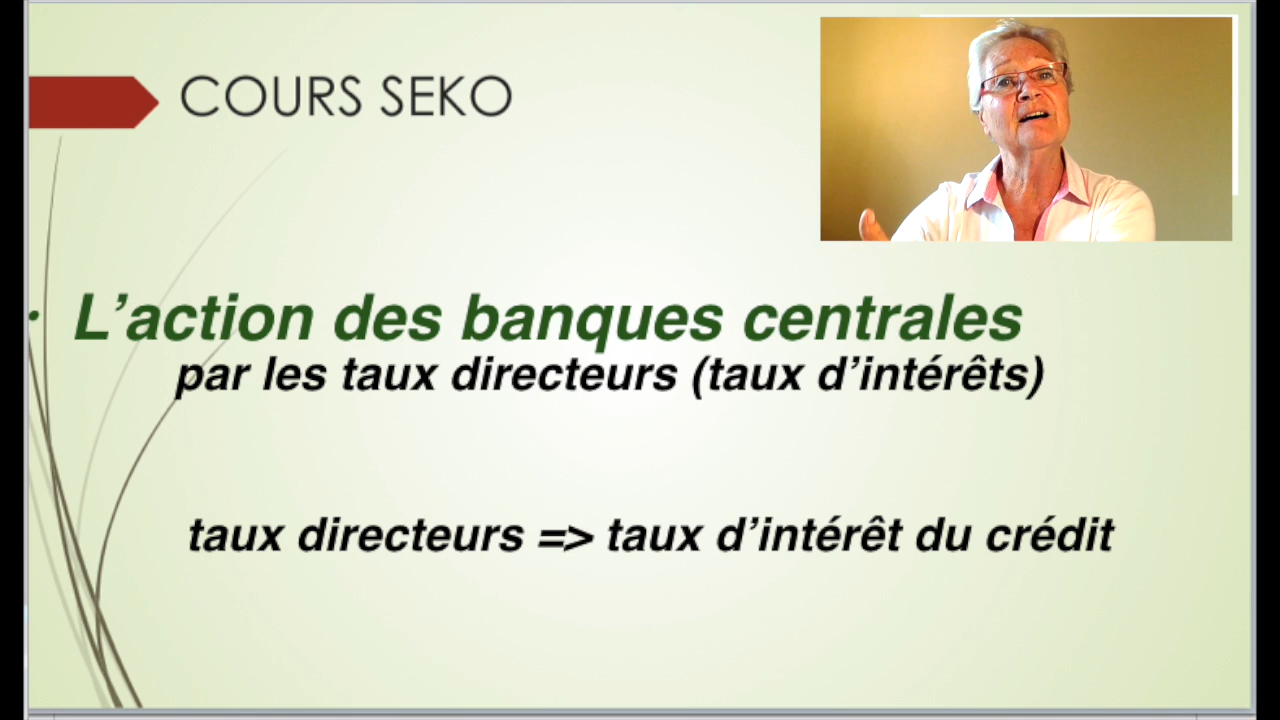 COURS SEKO
• L’action des banques centrales
par les taux directeurs (taux d’intérêts)
taux directeurs => taux d’intérêt du crédit